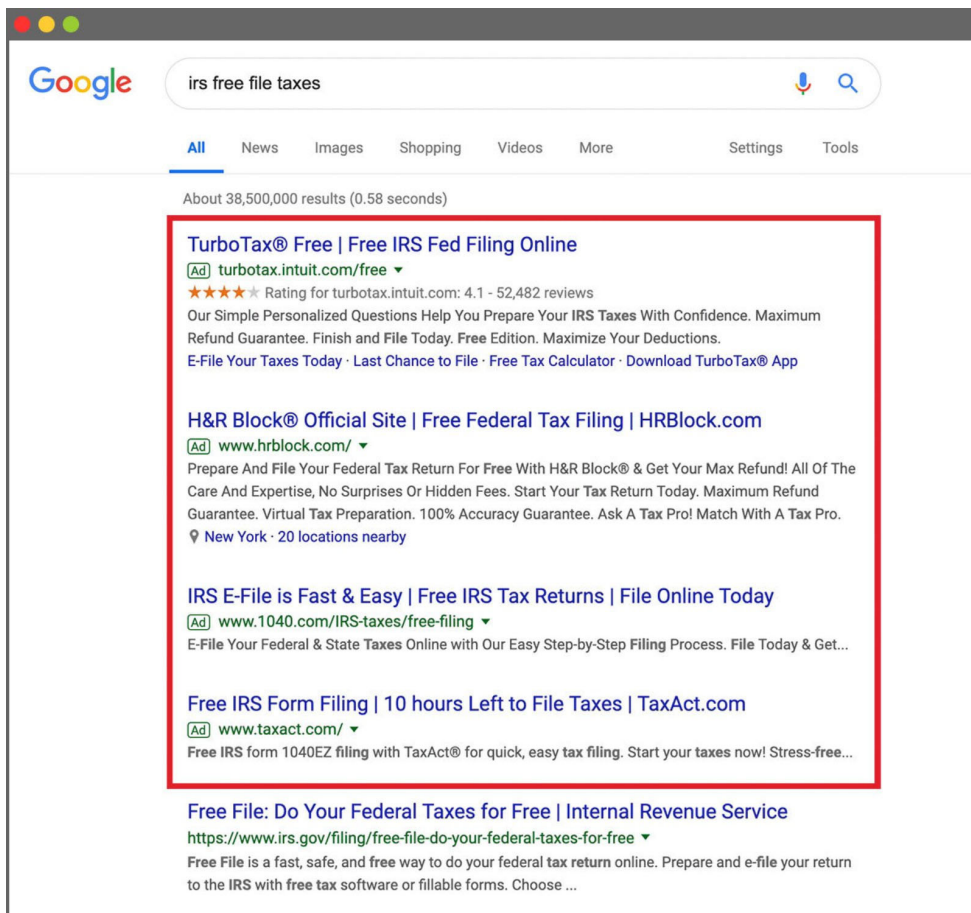 Google
irs free file taxes
All News Images Shopping Videos More Settings Tools
About 38,500,000 results (0.58 seconds)
TurboTax® Free | Free IRS Fed Filing Online
Ad turbotax.intuit.com/free
Rating for turbotax.intuit.com: 4.1 - 52,482 reviews
Our Simple Personalized Questions Help You Prepare Your IRS Taxes With Confidence. Maximum
Refund Guarantee. Finish and File Today. Free Edition. Maximize Your Deductions.
E-File Your Taxes Today · Last Chance to File · Free Tax Calculator · Download TurboTax® App
H&R Block® Official Site | Free Federal Tax Filing | HRBlock.com
Ad www.hrblock.com/
Prepare And File Your Federal Tax Return For Free With H&R Block® & Get Your Max Refund! All Of The
Care And Expertise, No Surprises Or Hidden Fees. Start Your Tax Return Today. Maximum Refund
Guarantee. Virtual Tax Preparation. 100% Accuracy Guarantee. Ask A Tax Pro! Match With A Tax Pro.
New York · 20 locations nearby
IRS E-File is Fast & Easy | Free IRS Tax Returns | File Online Today
Ad www.1040.com/IRS-taxes/free-filing
E-File Your Federal & State Taxes Online with Our Easy Step-by-Step Filing Process. File Today & Get...
Free IRS Form Filing | 10 hours Left to File Taxes | TaxAct.com
Ad www.taxact.com/
Free IRS form 1040EZ filing with TaxAct® for quick, easy tax filing. Start your taxes now! Stress-free...
Free File: Do Your Federal Taxes for Free | Internal Revenue Service
https://www.irs.gov/filing/free-file-do-your-federal-taxes-for-free
Free File is a fast, safe, and free way to do your federal tax return online. Prepare and e-file your return
to the IRS with free tax software or fillable forms. Choose ...